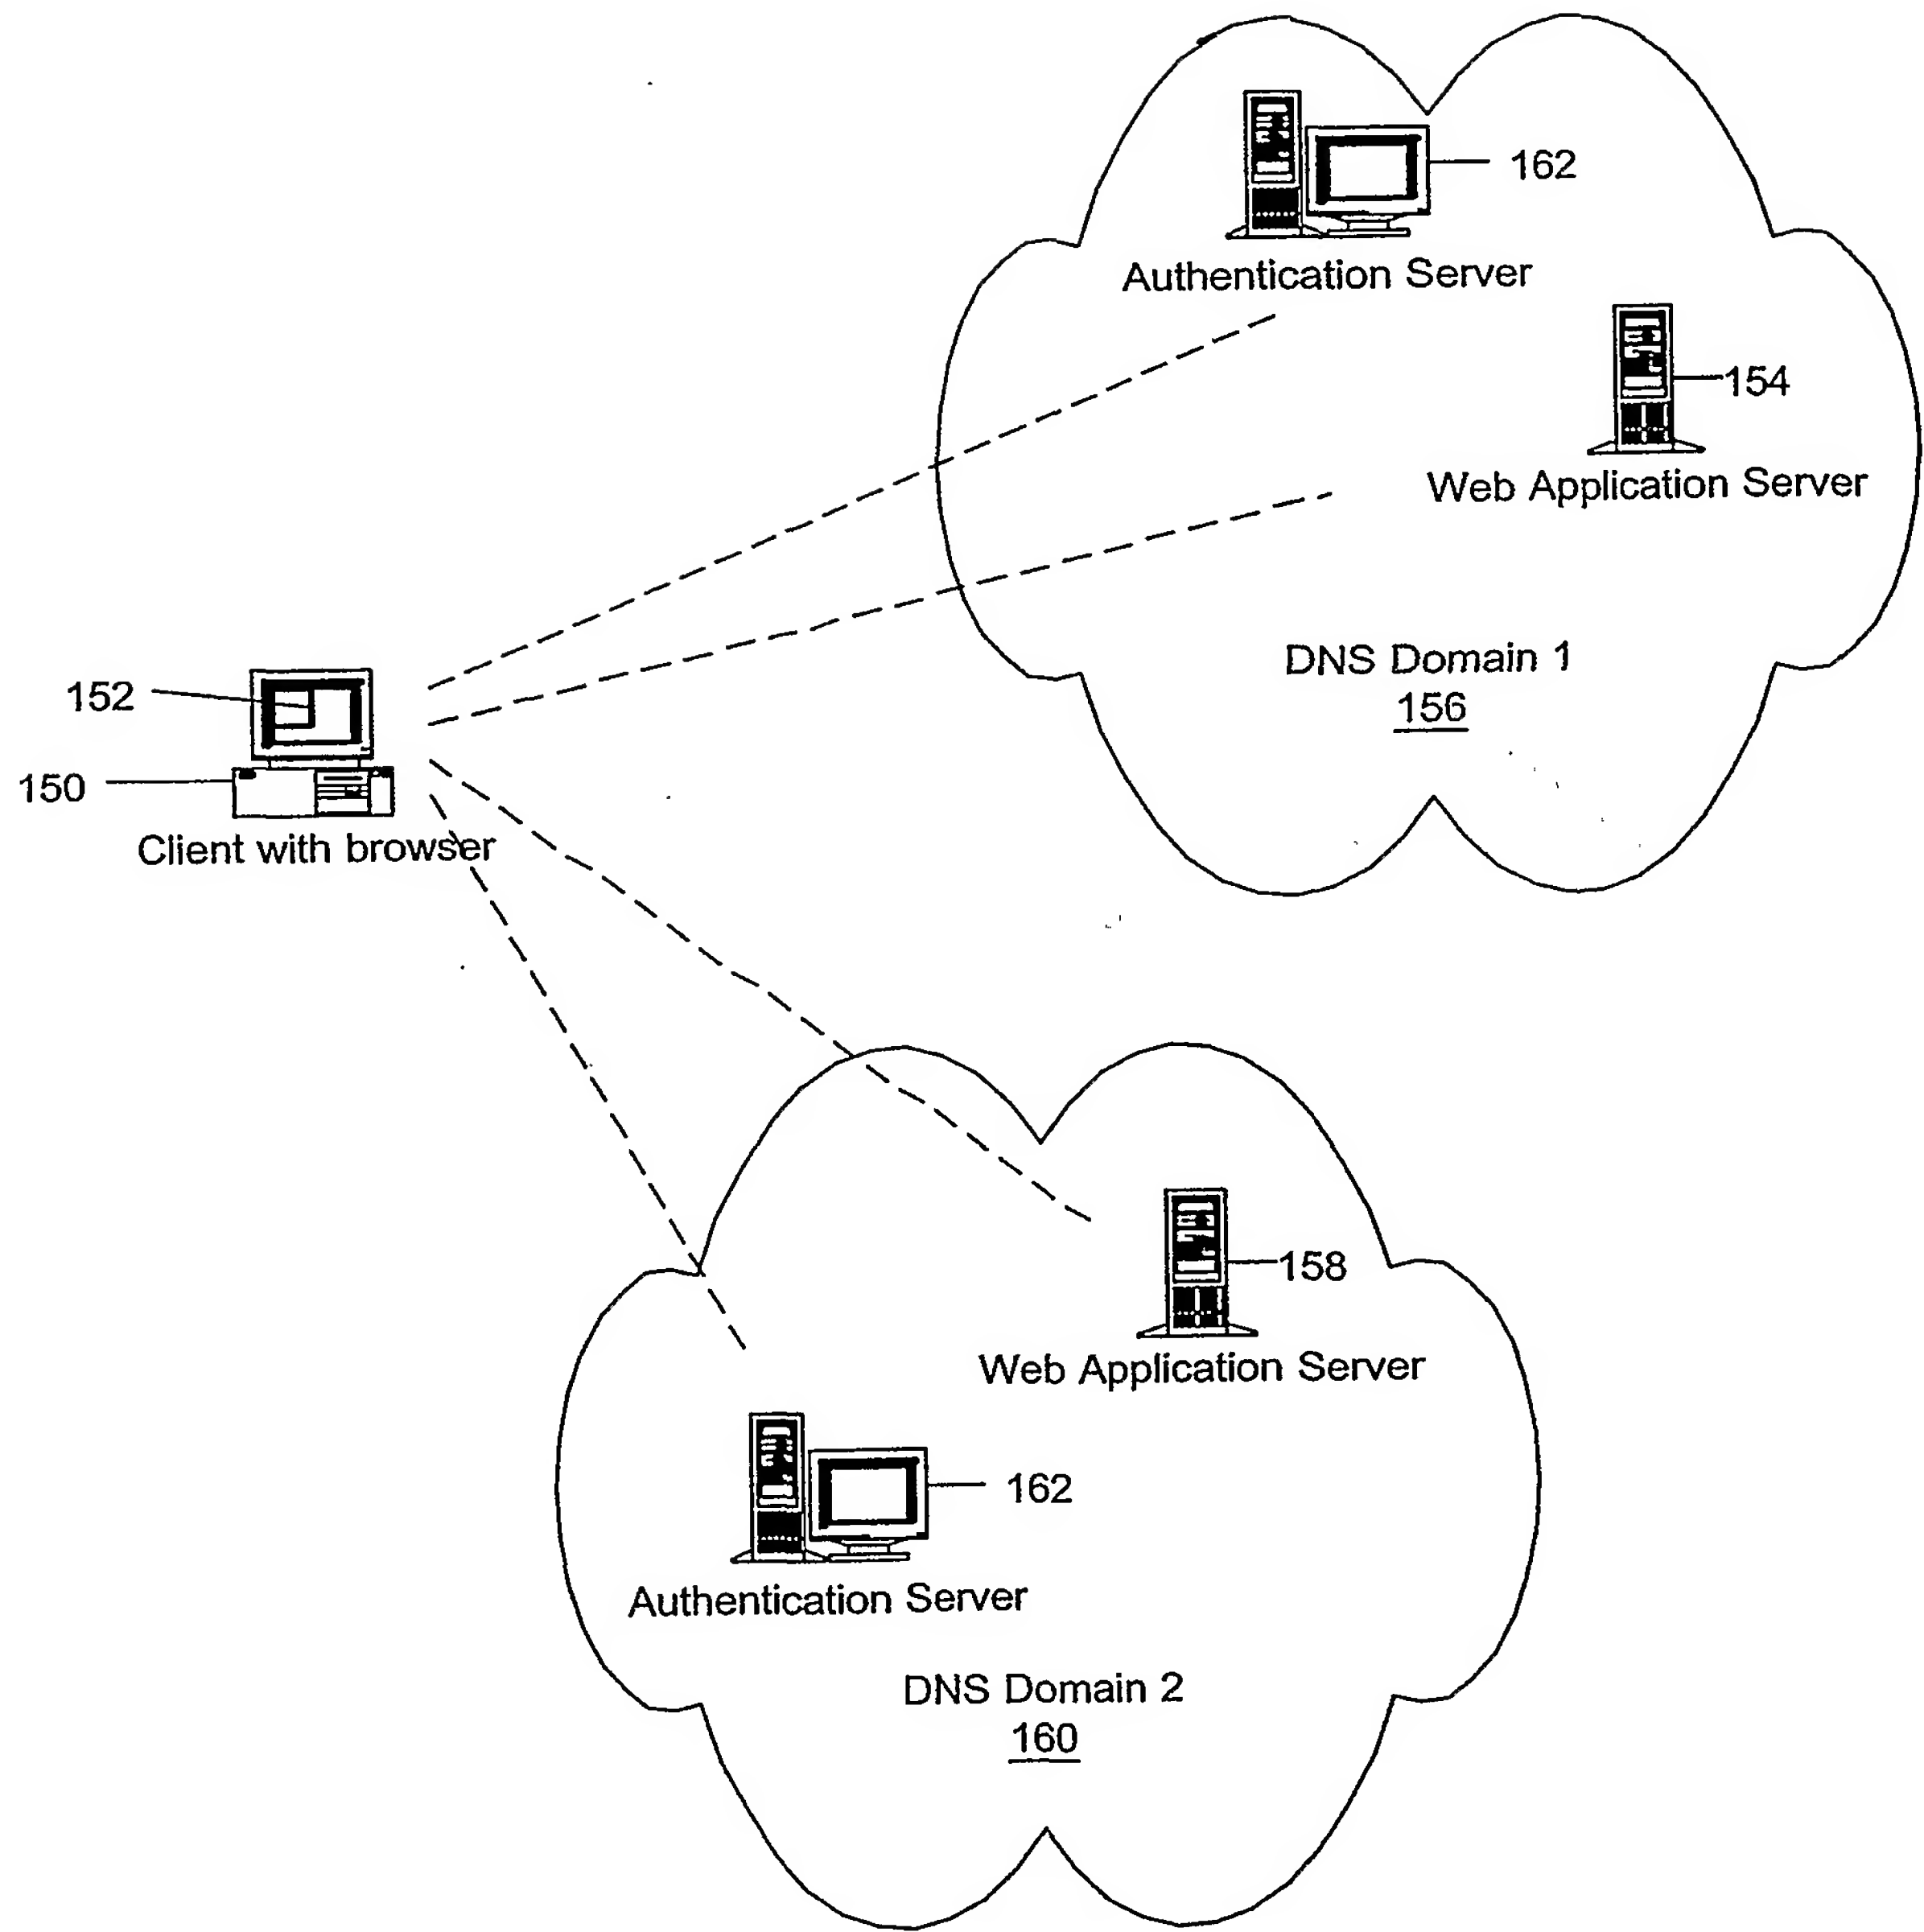 162
Authentication Server
154
Web Application Server
DNS Domain 1
156
152
150
Client with browser
158
Web Application Server
162
Authentication Server
DNS Domain 2
160